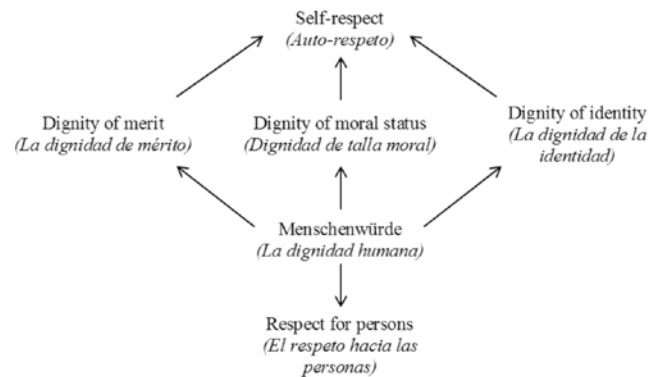 Self-respect
(Auto-respeto)
Dignity of merit
(La dignidad de mérito)
Dignity of moral status
(Dignidad de talla moral)
Dignity of identity
(La dignidad de la
identidad)
Menschenwürde
(La dignidad humana)
Respect for persons
(El respeto hacia las
personas)